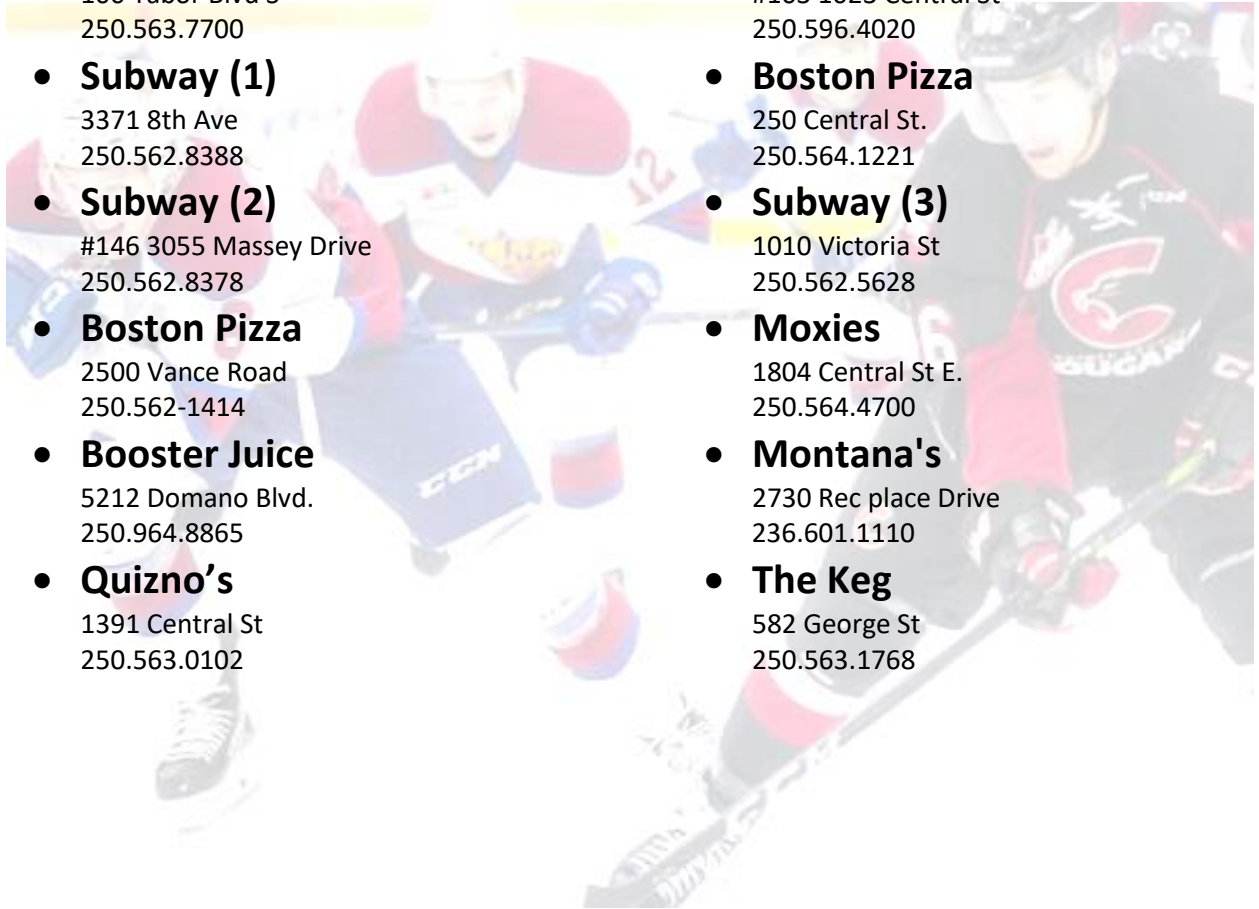 250.563.7700
• Subway (1)
3371 8th Ave
250.562.8388
• Subway (2)
#146 3055 Massey Drive
250.562.8378
• Boston Pizza
2500 Vance Road
250.562-1414
• Booster Juice
5212 Domano Blvd.
250.964.8865
• Quizno’s
1391 Central St
250.563.0102
250.596.4020
• Boston Pizza
250 Central St.
250.564.1221
• Subway (3)
1010 Victoria St
250.562.5628
• Moxies
1804 Central St E.
250.564.4700
• Montana's
2730 Rec place Drive
236.601.1110
• The Keg
582 George St
250.563.1768
12
CCM
COUGARS